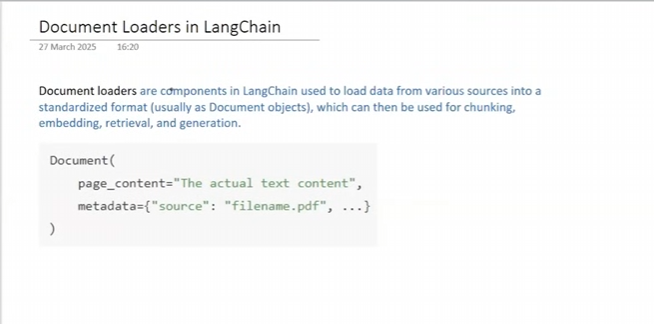 Document Loaders in LangChain
27 March 2025 16:20
Document loaders are components in LangChain used to load data from various sources into a
standardized format (usually as Document objects), which can then be used for chunking,
embedding, retrieval, and generation.
Document(
page_content="The actual text content",
metadata={"source": "filename.pdf", ...}
)